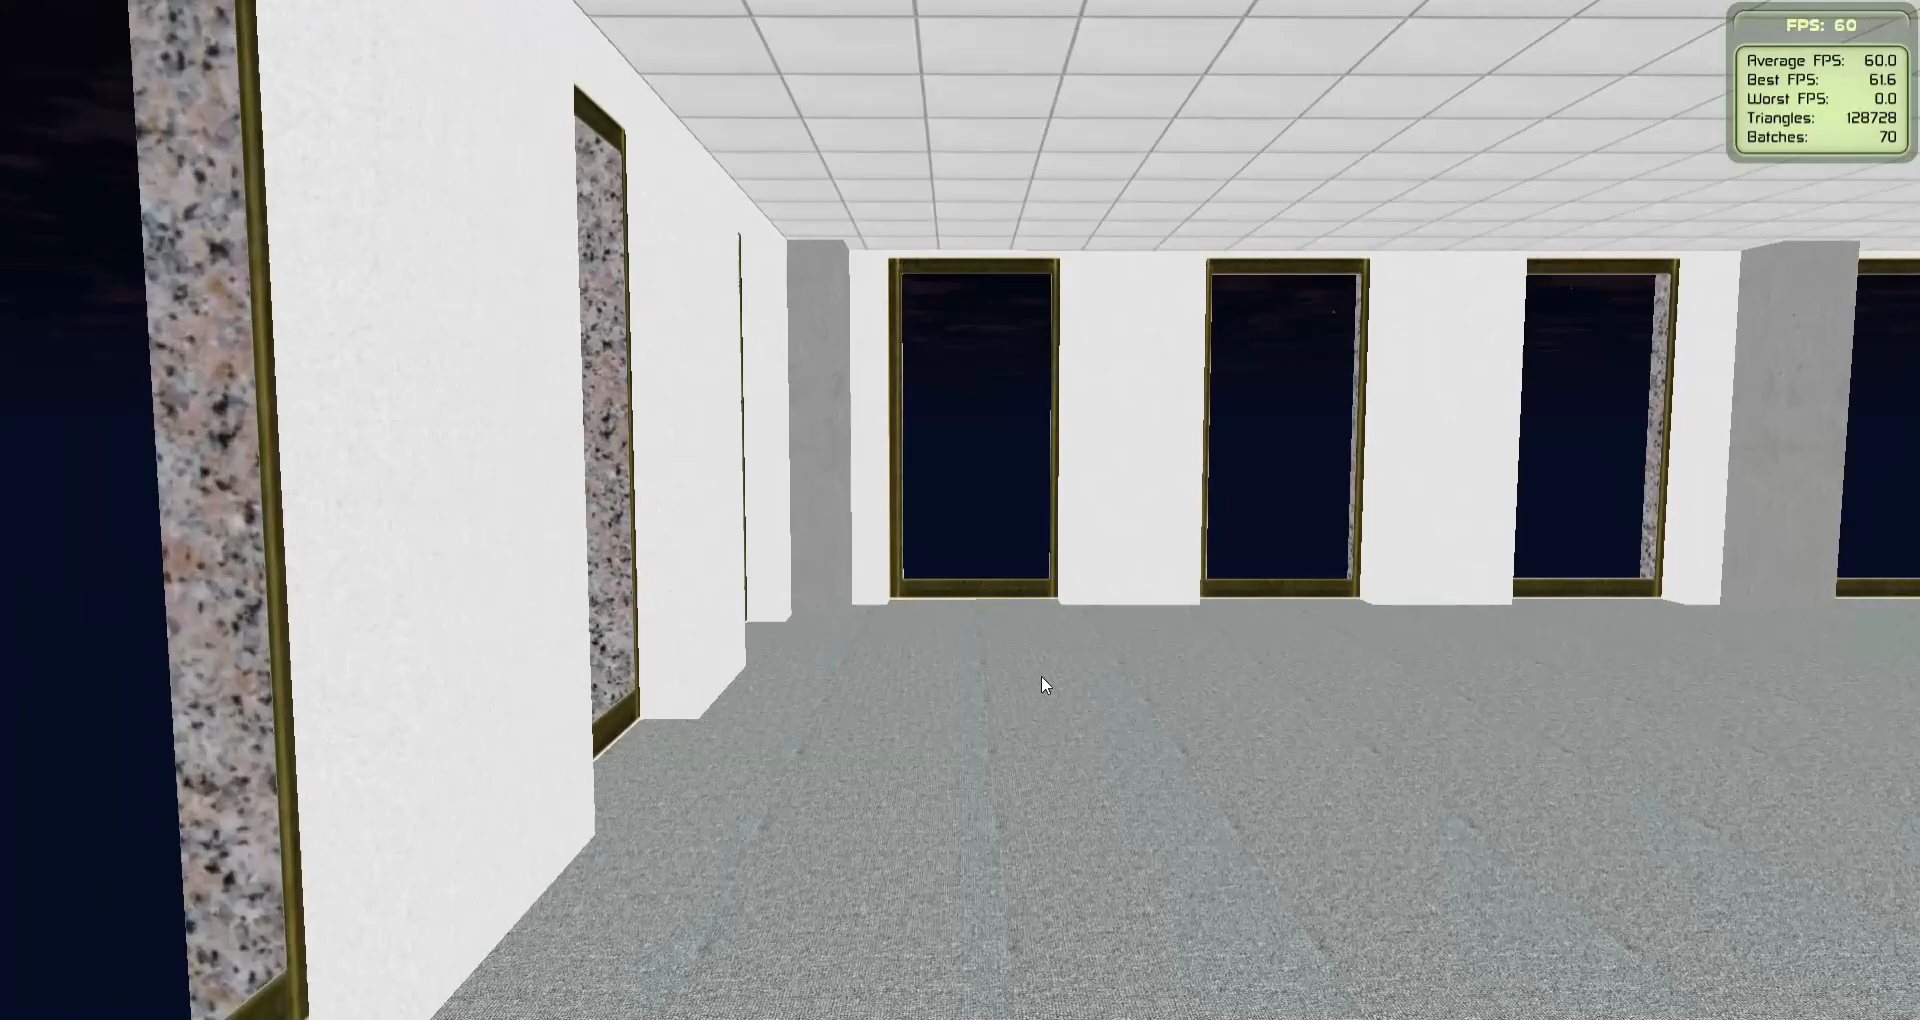 FPS: 60
Average FPS: 60.0
Best FPS: 61.6
Worst FPS: 0.0
Triangles: 128728
Batches: 70